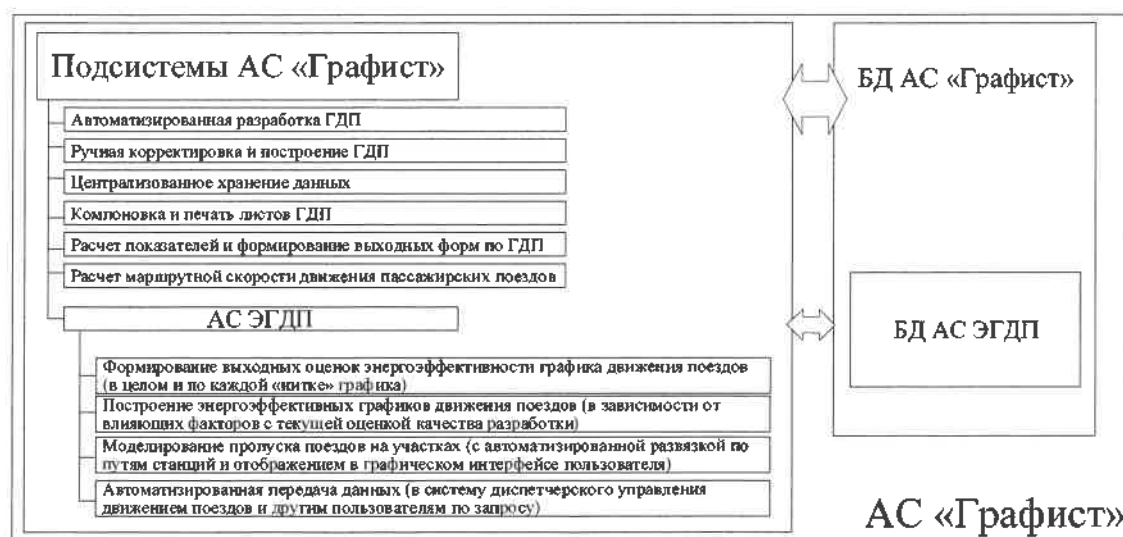 Подсистемы АС «Графист»
Автоматизированная разработка ГДП
Ручная корректировка и построение ГДП
Централизованное хранение данных
Компоновка и печать листов ГДП
Расчет показателей и формирование выходных форм по ГДП
Расчет маршрутной скорости движения пассажирских поездов
АС ЭГДП
Формирование выходных оценок энергоэффективности графика движения поездов
(в целом и по каждой «нитке» графика)
Построение энергоэффективных графиков движения поездов (в зависимости от
влияющих факторов с текущей оценкой качества разработки)
Моделирование пропуска поездов на участках (с автоматизированной развязкой по
путям станций и отображением в графическом интерфейсе пользователя)
Автоматизированная передача данных (в систему диспетчерского управления
движением поездов и другим пользователям по запросу)
БД АС «Графист»
БД АС ЭГДП
АС «Графист»